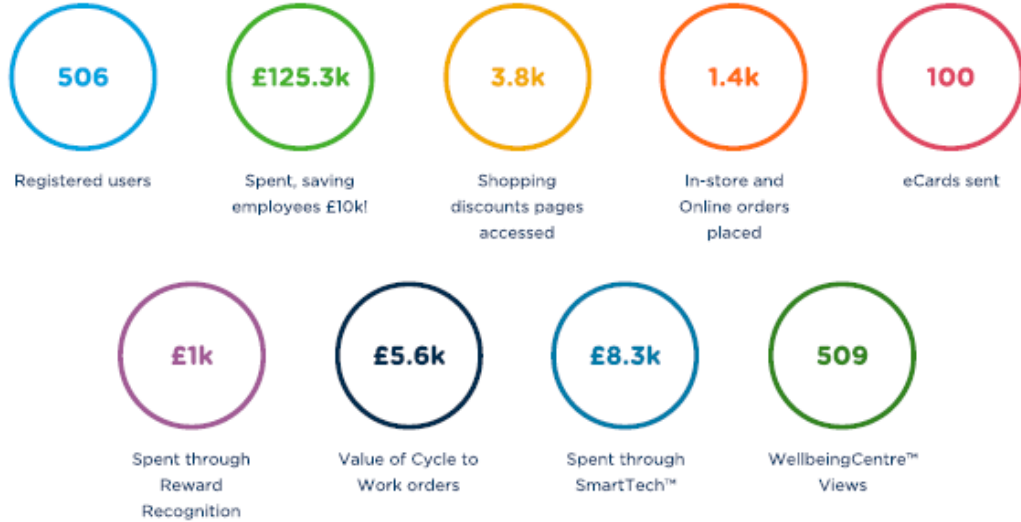 506
£125.3k
3.8k
1.4k
100
Registered users
Spent, saving
employees £10k!
Shopping
discounts pages
accessed
In-store and
Online orders
placed
eCards sent
£1k
£5.6k
£8.3k
509
Spent through
Reward
Recognition
Value of Cycle to
Work orders
Spent through
SmartTech™
WellbeingCentre™
Views